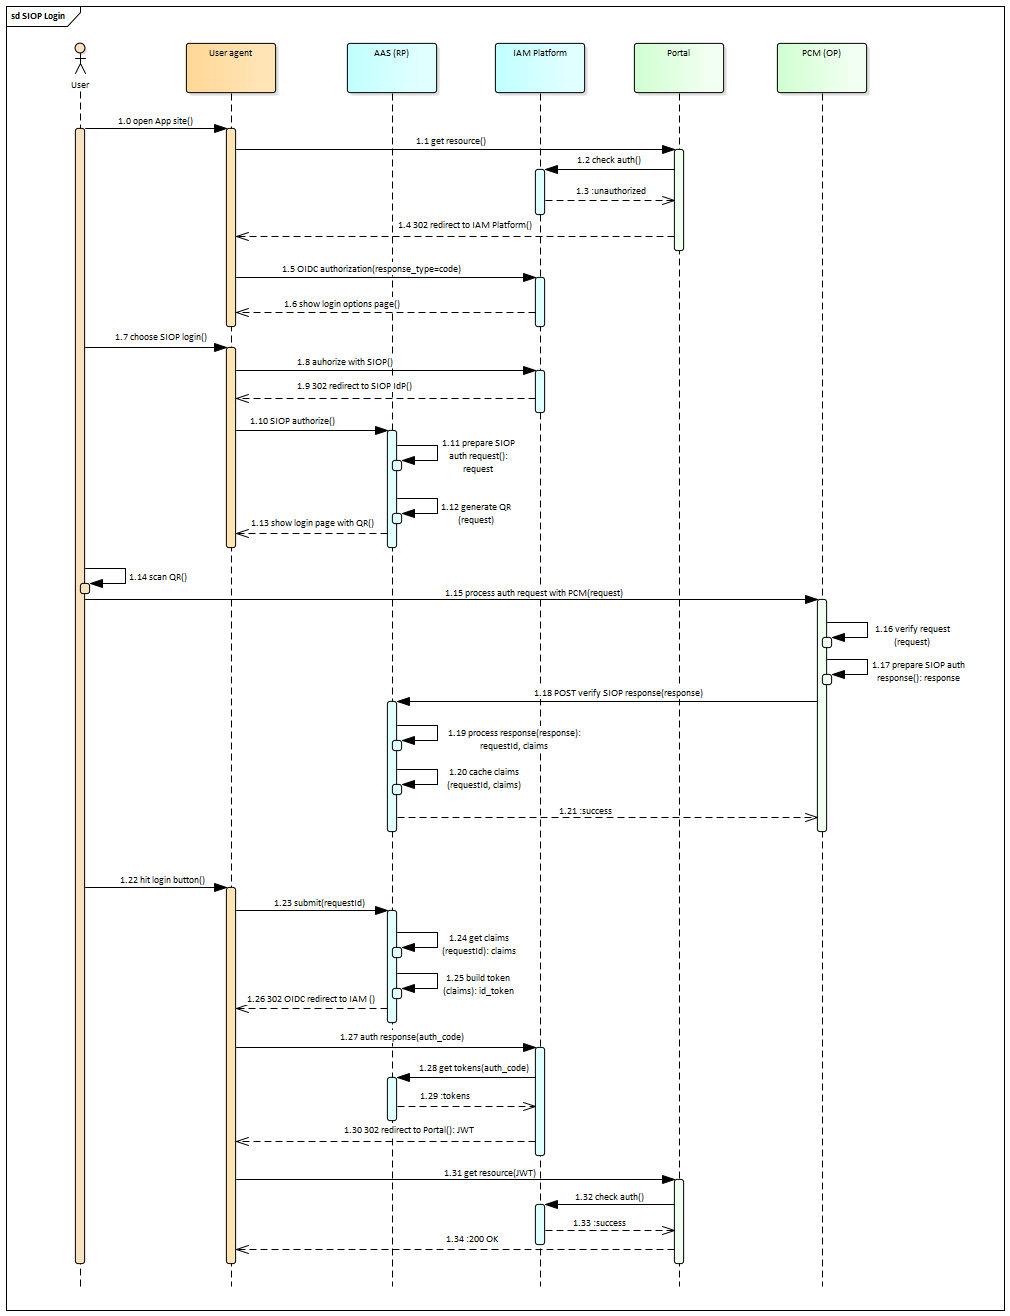 sd SIOP Login
User agent
AAS (RP)
IAM Platform
Portal
PCM (OP)
User
1.0 open App site()
1.1 get resource()
1.2 check auth()
1.3 :unauthorized
1.4 302 redirect to IAM Platform()
1.5 OIDC authorization(response_type=code)
1.6 show login options page()
1.7 choose SIOP login()
1.8 auhorize with SIOP()
1.9 302 redirect to SIOP IdP()
1.10 SIOP authorize()
1.11 prepare SIOP
auth request():
request
1.12 generate QR
(request)
1.13 show login page with QR()
1.14 scan QR()
1.15 process auth request with PCM(request)
1.16 verify request
(request)
1.17 prepare SIOP auth
response(): response
1.18 POST verify SIOP response(response)
1.19 process response(response):
requestId, claims
1.20 cache claims
(requestId, claims)
1.21 :success
1.22 hit login button()
1.23 submit(requestId)
1.24 get claims
(requestId): claims
1.25 build token
(claims): id_token
1.26 302 OIDC redirect to IAM ()
1.27 auth response(auth_code)
1.28 get tokens(auth_code)
1.29 :tokens
1.30 302 redirect to Portal(): JWT
1.31 get resource(JWT)
1.32 check auth()
1.33 :success
1.34 :200 OK